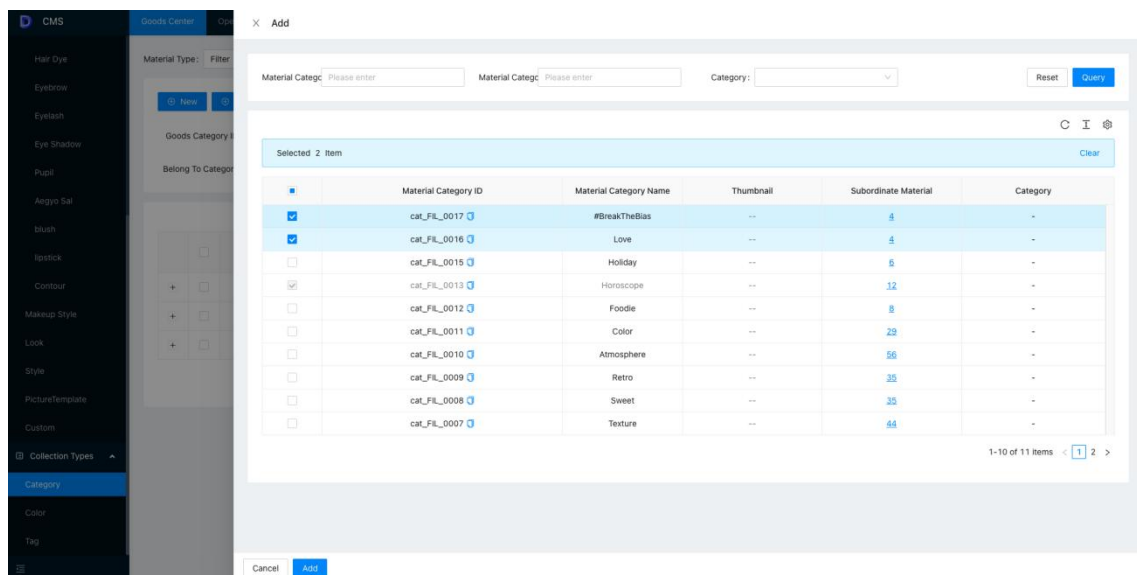 CMS
Goods Center
Ope
Add
Hair Dye
Eyebrow
Eyelash
Eye Shadow
Pupil
Aegyo Sal
blush
lipstick
Contour
Makeup Style
Look
Style
PictureTemplate
Custom
Collection Types
Category
Color
Tag
Material Type: Filter
New
Goods Category I
Belong To Categor
Material Catego Please enter Material Catego Please enter Category: Reset Query
Selected 2 Item Clear
Material Category ID Material Category Name Thumbnail Subordinate Material Category
cat_FIL_0017 #BreakTheBias -- 4 -
cat_FIL_0016 Love -- 4 -
cat_FIL_0015 Holiday -- 6 -
cat_FIL_0013 Horoscope -- 12 -
cat_FIL_0012 Foodie -- 8 -
cat_FIL_0011 Color -- 29 -
cat_FIL_0010 Atmosphere -- 56 -
cat_FIL_0009 Retro -- 35 -
cat_FIL_0008 Sweet -- 35 -
cat_FIL_0007 Texture -- 44 -
1-10 of 11 items < 1 2 >
Cancel Add